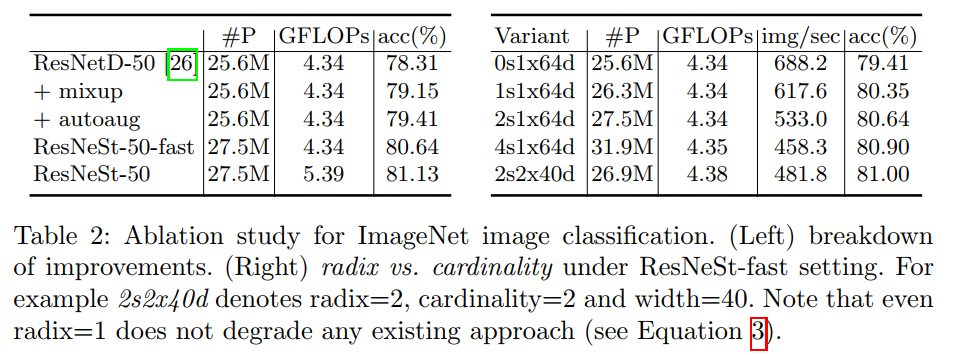 #P GFLOPs acc(%)
ResNetD-50 [26] 25.6M 4.34 78.31
+ mixup 25.6M 4.34 79.15
+ autoaug 25.6M 4.34 79.41
ResNeSt-50-fast 27.5M 4.34 80.64
ResNeSt-50 27.5M 5.39 81.13
Variant #P GFLOPs img/sec acc(%)
0s1x64d 25.6M 4.34 688.2 79.41
1s1x64d 26.3M 4.34 617.6 80.35
2s1x64d 27.5M 4.34 533.0 80.64
4s1x64d 31.9M 4.35 458.3 80.90
2s2x40d 26.9M 4.38 481.8 81.00
Table 2: Ablation study for ImageNet image classification. (Left) breakdown
of improvements. (Right) radix vs. cardinality under ResNeSt-fast setting. For
example 2s2x40d denotes radix=2, cardinality=2 and width=40. Note that even
radix=1 does not degrade any existing approach (see Equation 3).